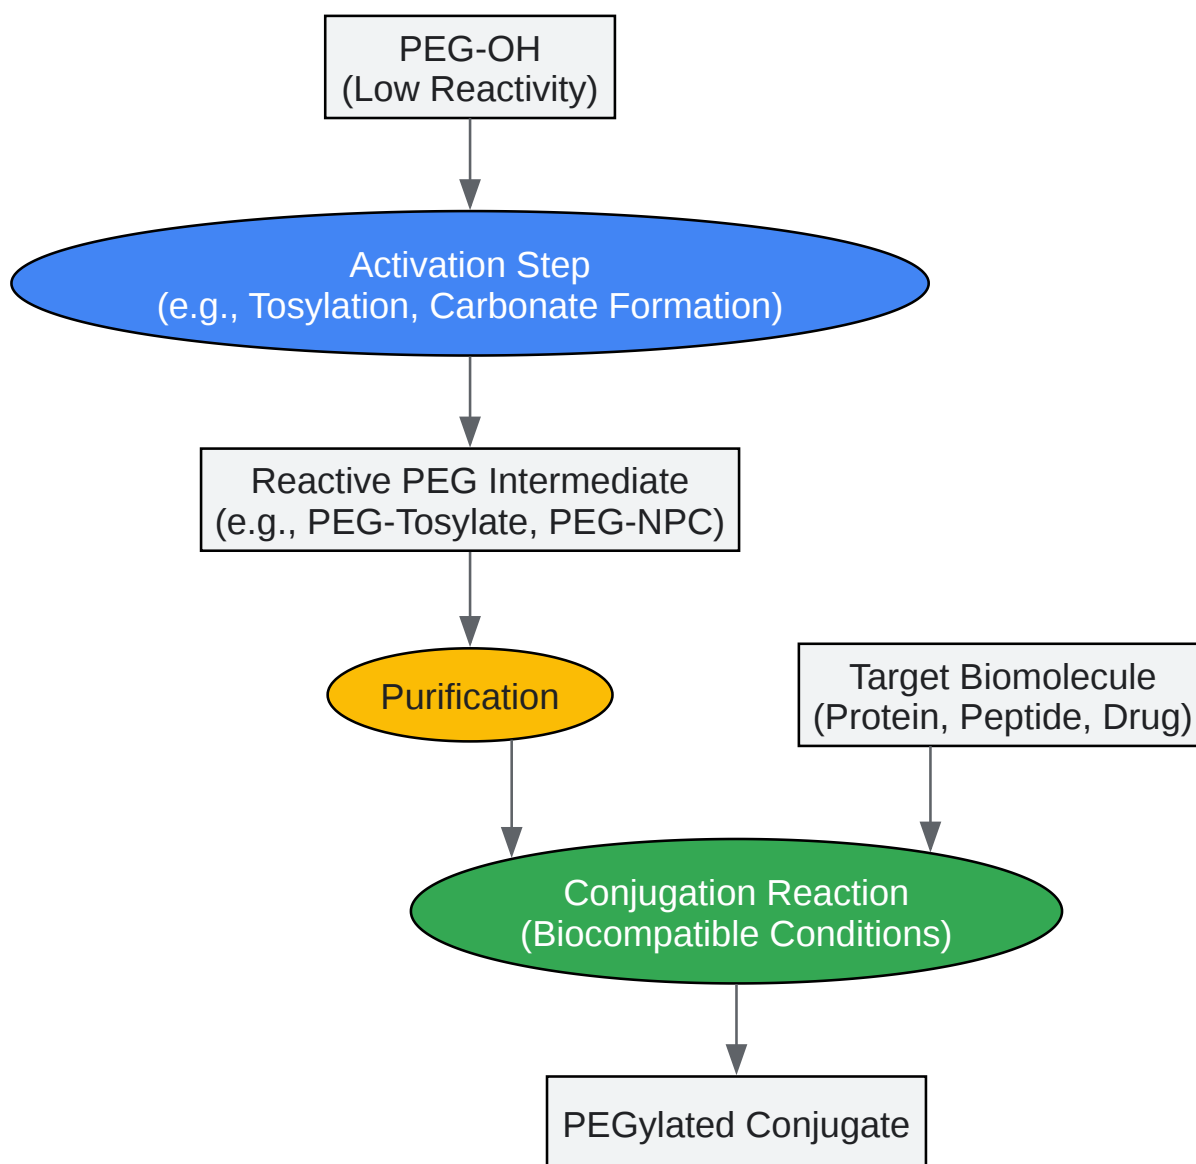 PEG-OH
(Low Reactivity)
Activation Step
(e.g., Tosylation, Carbonate Formation)
Reactive PEG Intermediate
(e.g., PEG-Tosylate, PEG-NPC)
Purification
Target Biomolecule
(Protein, Peptide, Drug)
Conjugation Reaction
(Biocompatible Conditions)
PEGylated Conjugate